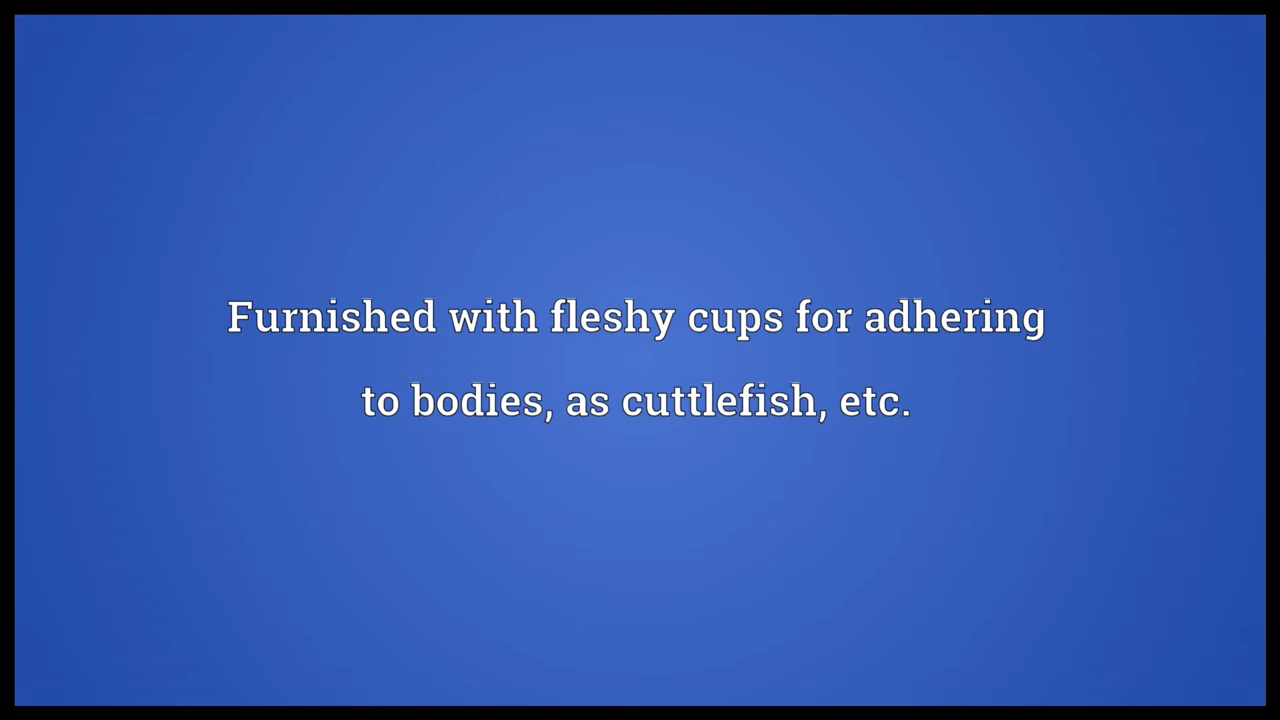 Furnished with fleshy cups for adhering
to bodies, as cuttlefish, etc.